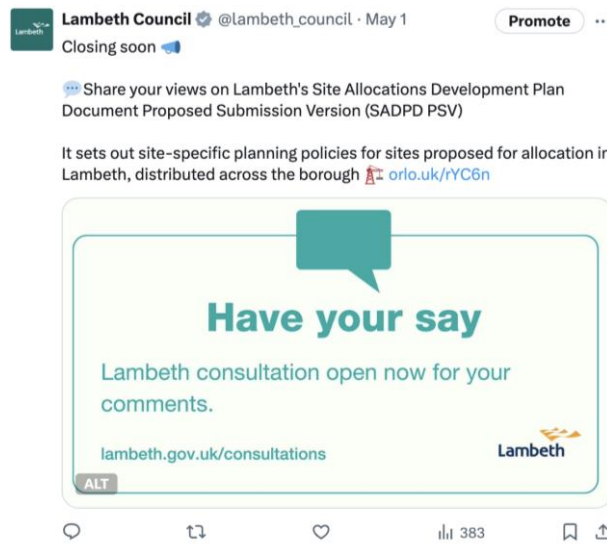 Lambeth Council @lambeth_council · May 1
Promote
Lambeth
Closing soon
Share your views on Lambeth's Site Allocations Development Plan
Document Proposed Submission Version (SADPD PSV)
It sets out site-specific planning policies for sites proposed for allocation in
Lambeth, distributed across the borough orlo.uk/rYC6n
Have your say
Lambeth consultation open now for your
comments.
lambeth.gov.uk/consultations
Lambeth
ALT
383